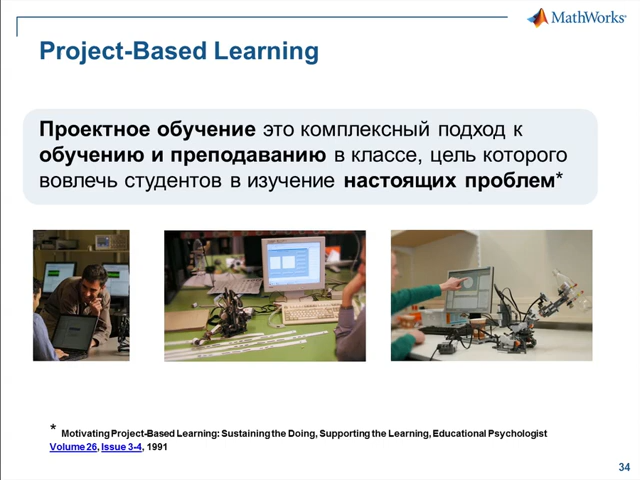 MathWorks
Project-Based Learning
Проектное обучение это комплексный подход к
обучению и преподаванию в классе, цель которого
вовлечь студентов в изучение настоящих проблем*
* Motivating Project-Based Learning: Sustaining the Doing, Supporting the Learning, Educational Psychologist
Volume 26, Issue 3-4, 1991
34